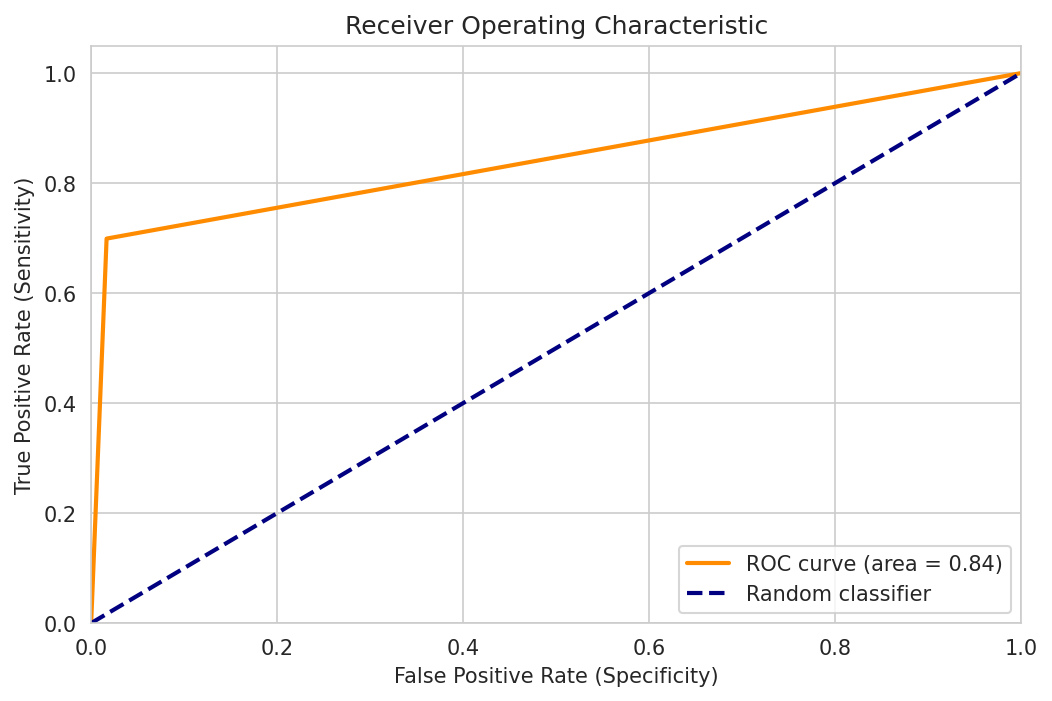 Receiver Operating Characteristic
True Positive Rate (Sensitivity)
1.0
0.8
0.6
0.4
0.2
0.0
ROC curve (area = 0.84)
Random classifier
0.0 0.2 0.4 0.6 0.8 1.0
False Positive Rate (Specificity)